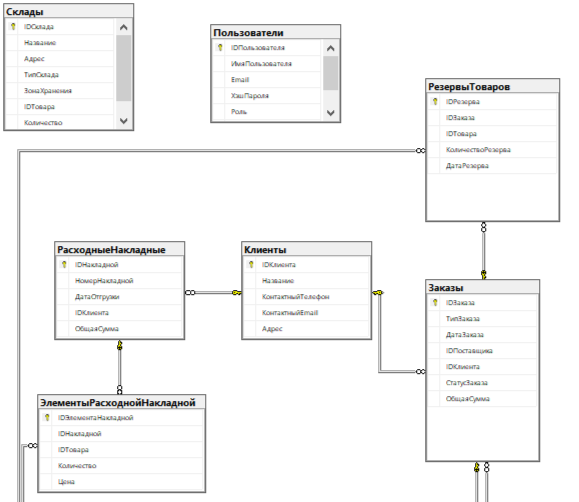 Склады
IDСклада
Название
Адрес
ТипСклада
ЗонаХранения
IDТовара
Количество
Пользователи
IDПользователя
ИмяПользователя
Email
ХэшПароля
Роль
РезервыТоваров
IDРезерва
IDЗаказа
IDТовара
КоличествоРезерва
ДатаРезерва
РасходныеНакладные
IDНакладной
НомерНакладной
ДатаОтгрузки
IDКлиента
ОбщаяСумма
Клиенты
IDКлиента
Название
КонтактныйТелефон
КонтактныйEmail
Адрес
Заказы
IDЗаказа
ТипЗаказа
ДатаЗаказа
IDПоставщика
IDКлиента
СтатусЗаказа
ОбщаяСумма
ЭлементыРасходнойНакладной
IDЭлементаНакладной
IDНакладной
IDТовара
Количество
Цена